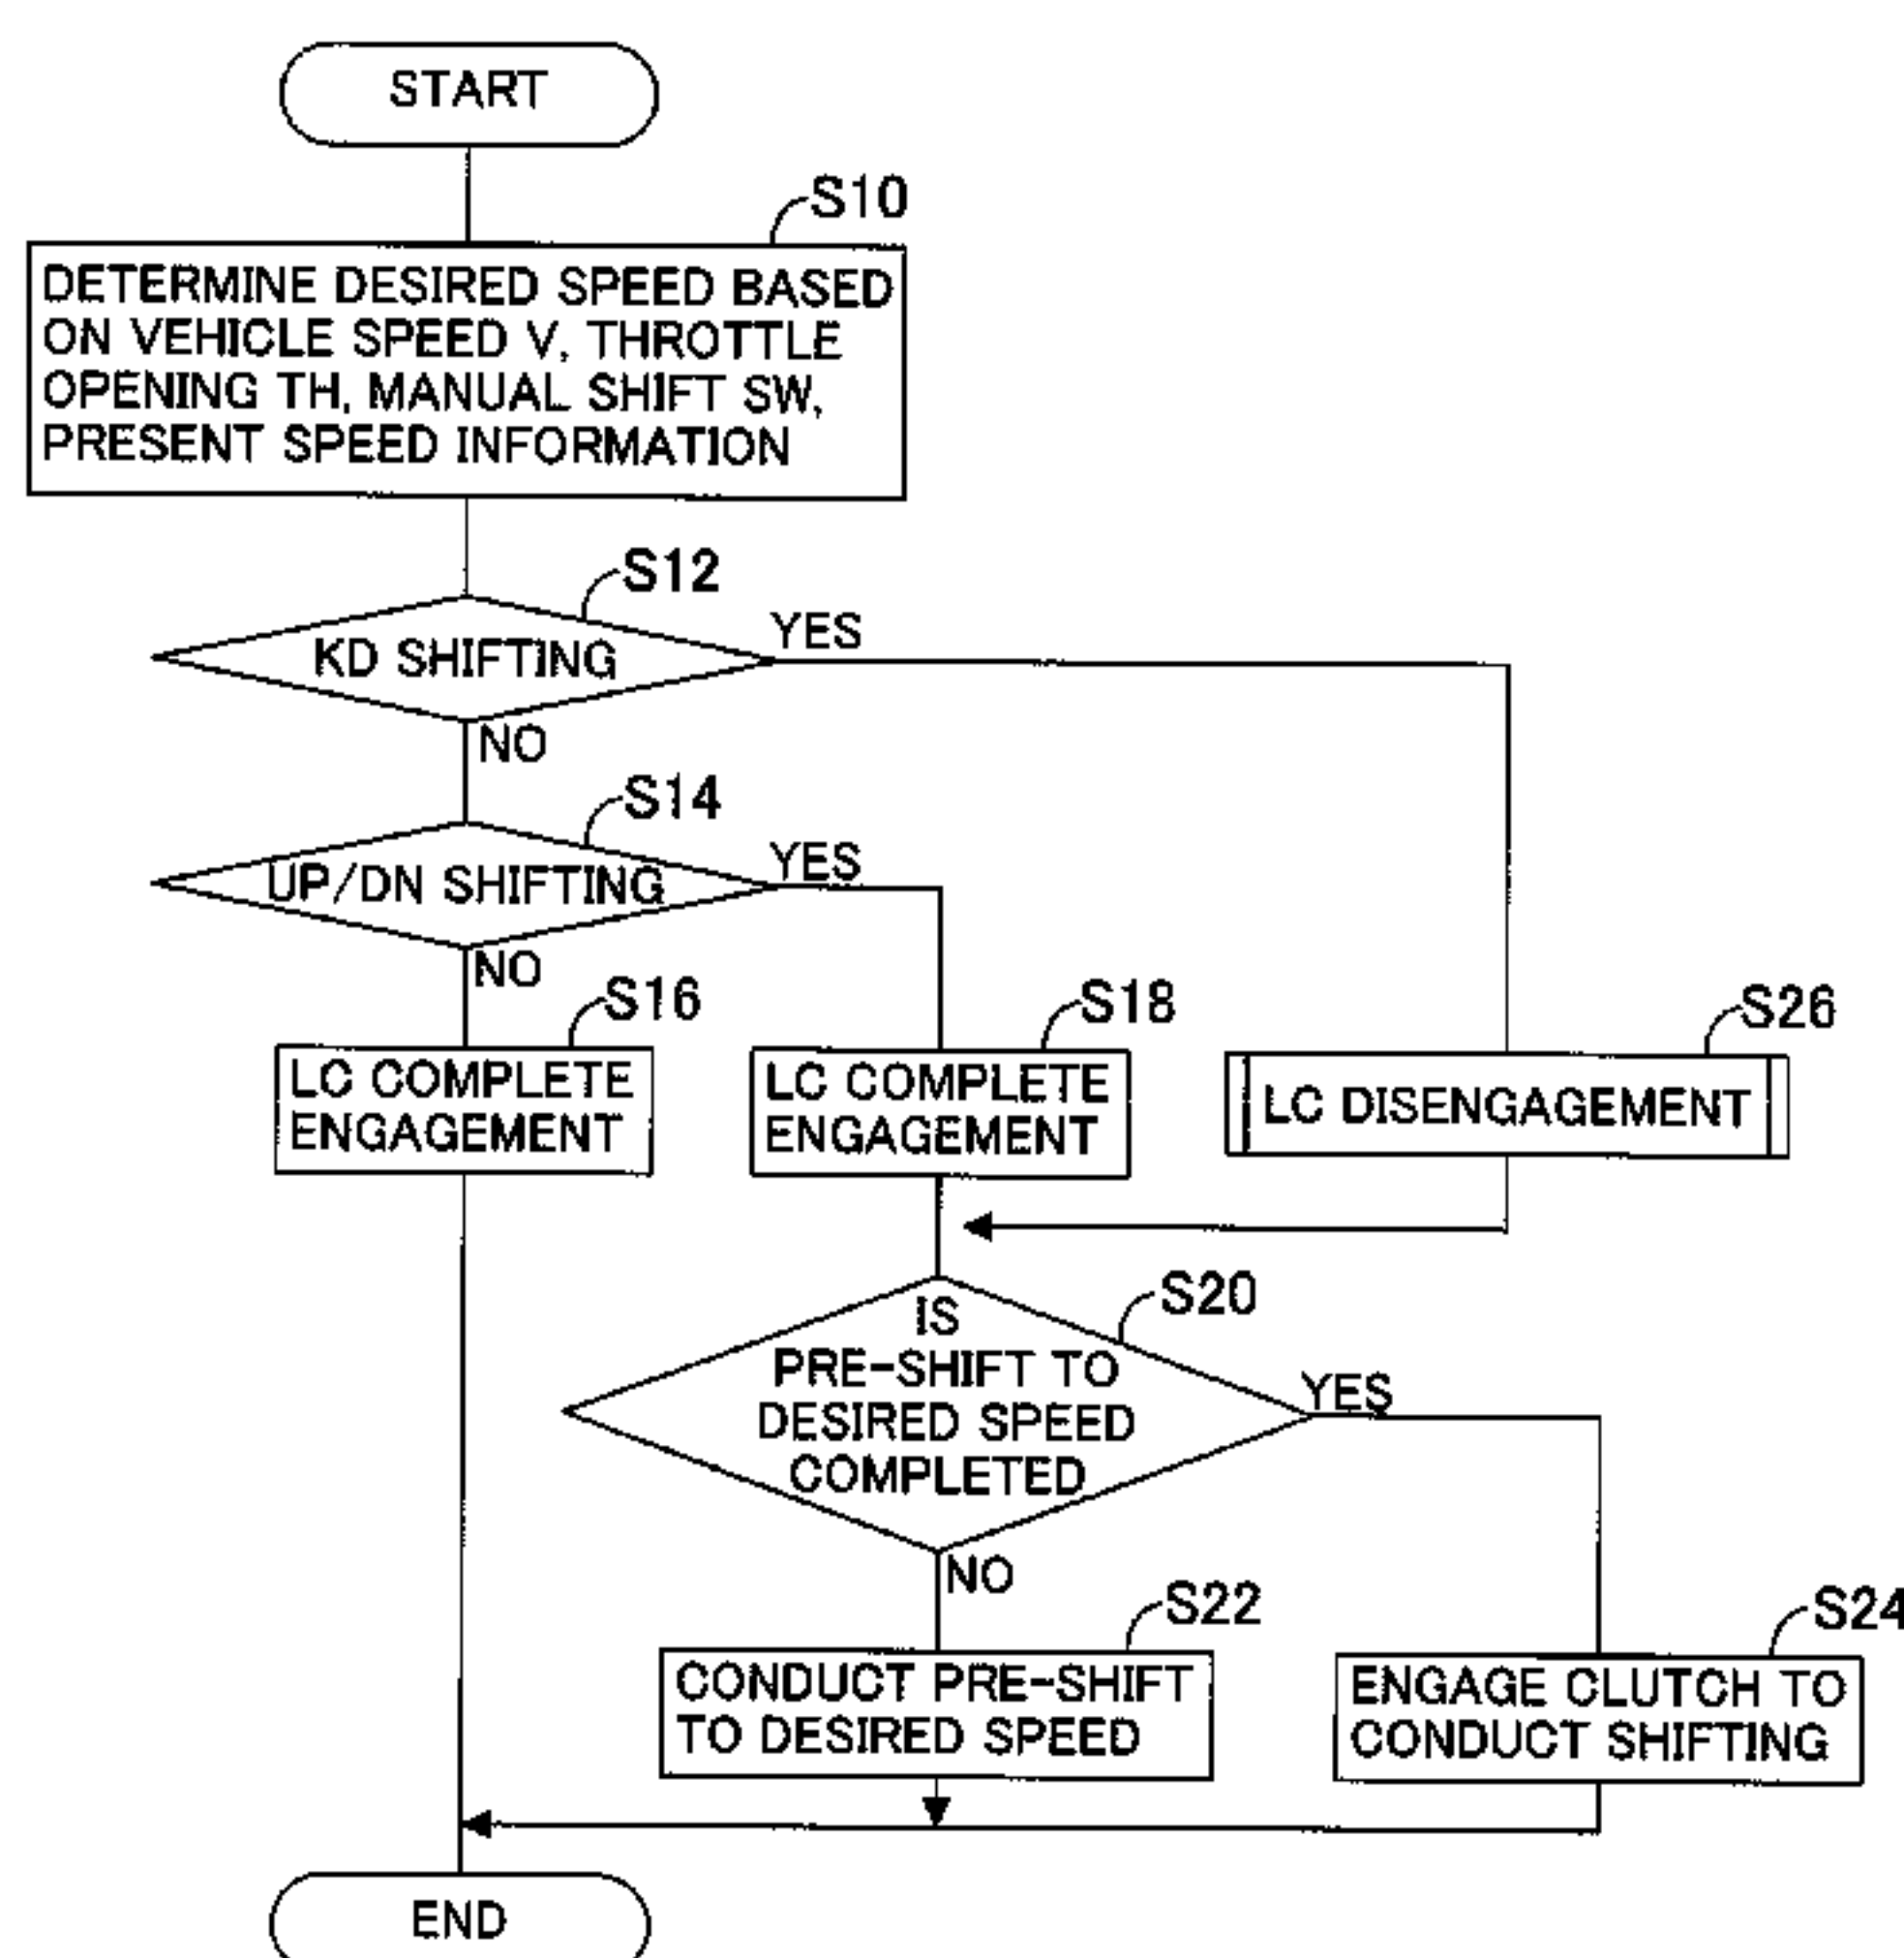 START
S10
DETERMINE DESIRED SPEED BASED
ON VEHICLE SPEED V, THROTTLE
OPENING TH, MANUAL SHIFT SW,
PRESENT SPEED INFORMATION
S12
KD SHIFTING
YES
NO
S14
UP/DN SHIFTING
YES
NO
S16
LC COMPLETE
ENGAGEMENT
S18
LC COMPLETE
ENGAGEMENT
S26
LC DISENGAGEMENT
S20
IS
PRE-SHIFT TO
DESIRED SPEED
COMPLETED
YES
NO
S22
CONDUCT PRE-SHIFT
TO DESIRED SPEED
S24
ENGAGE CLUTCH TO
CONDUCT SHIFTING
END